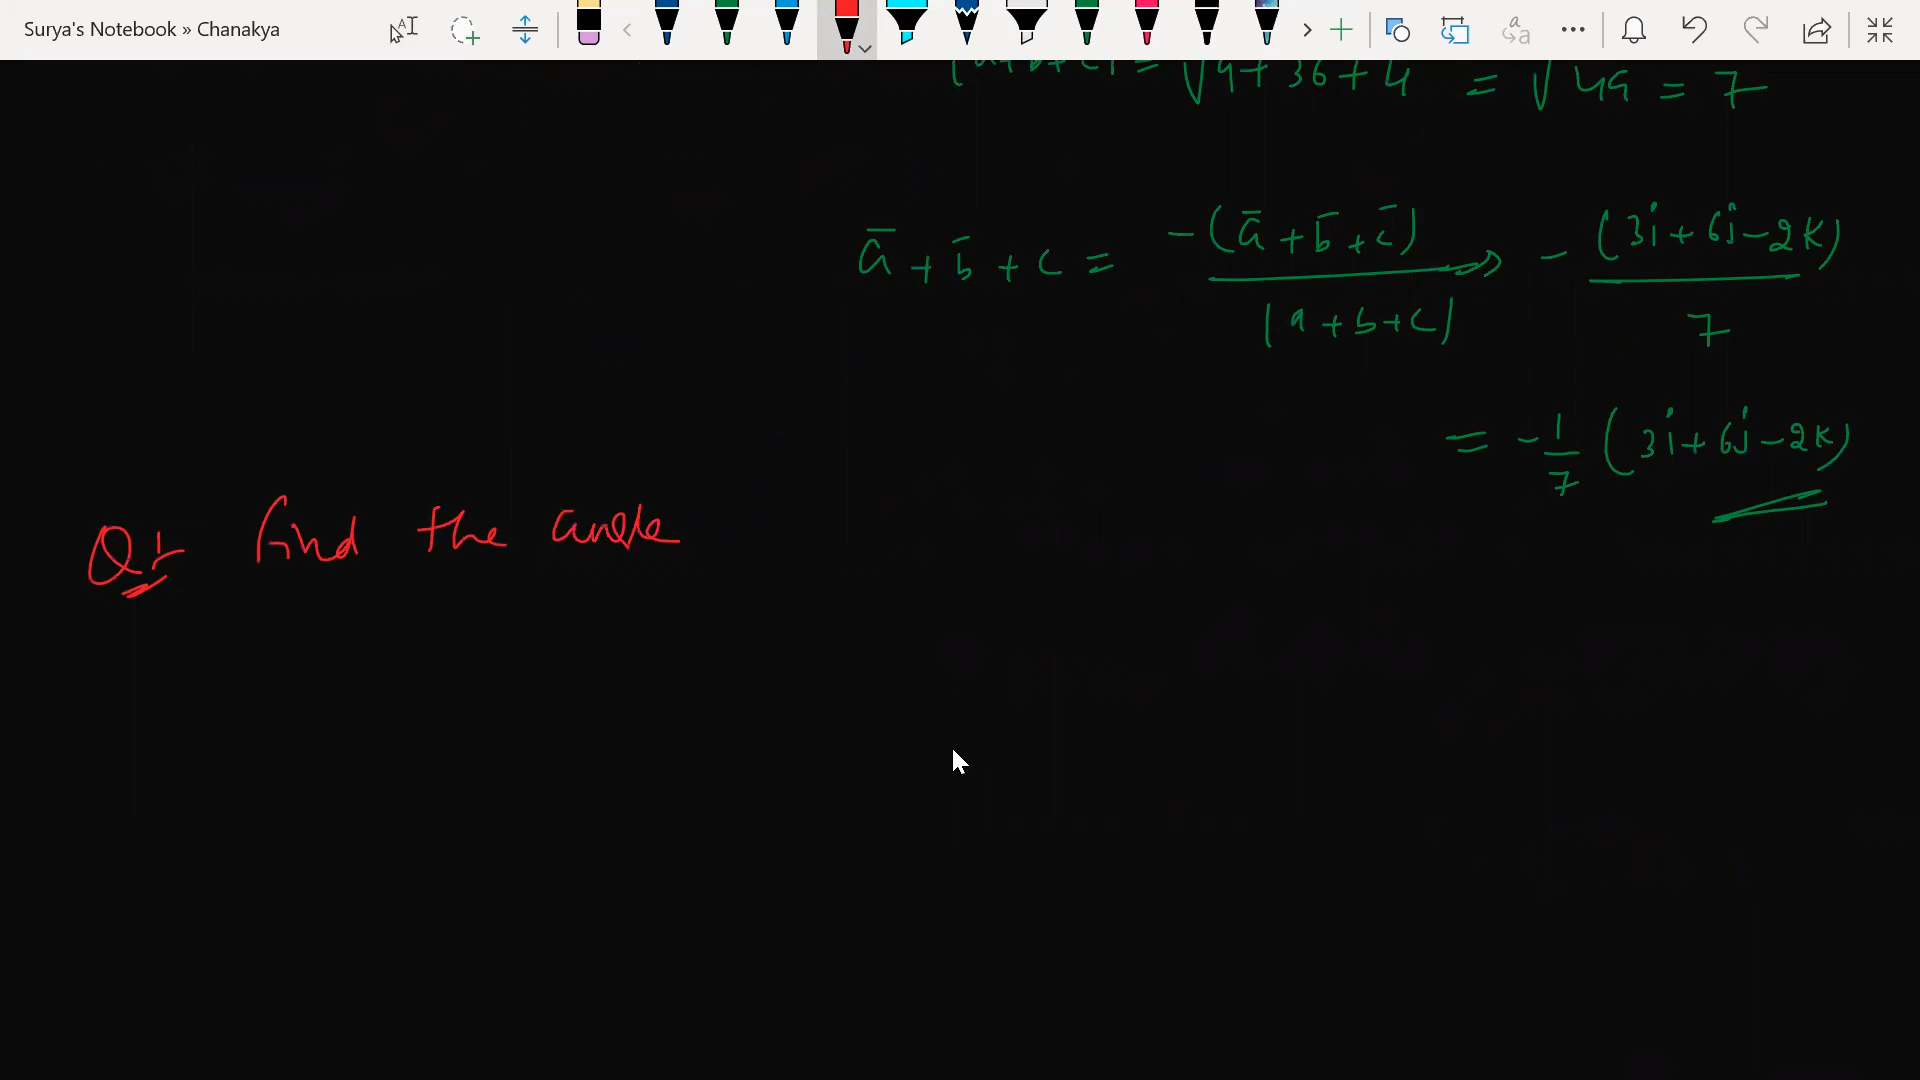 Surya's Notebook » Chanakya
|a+b+c| = √9+36+4 = √49 = 7
a̅ + b̅ + c = -(a̅+b̅+c̅) / |a+b+c| → -(3i+6j-2k) / 7
= -1/7 (3i+6j-2k)
Q:- find the angle